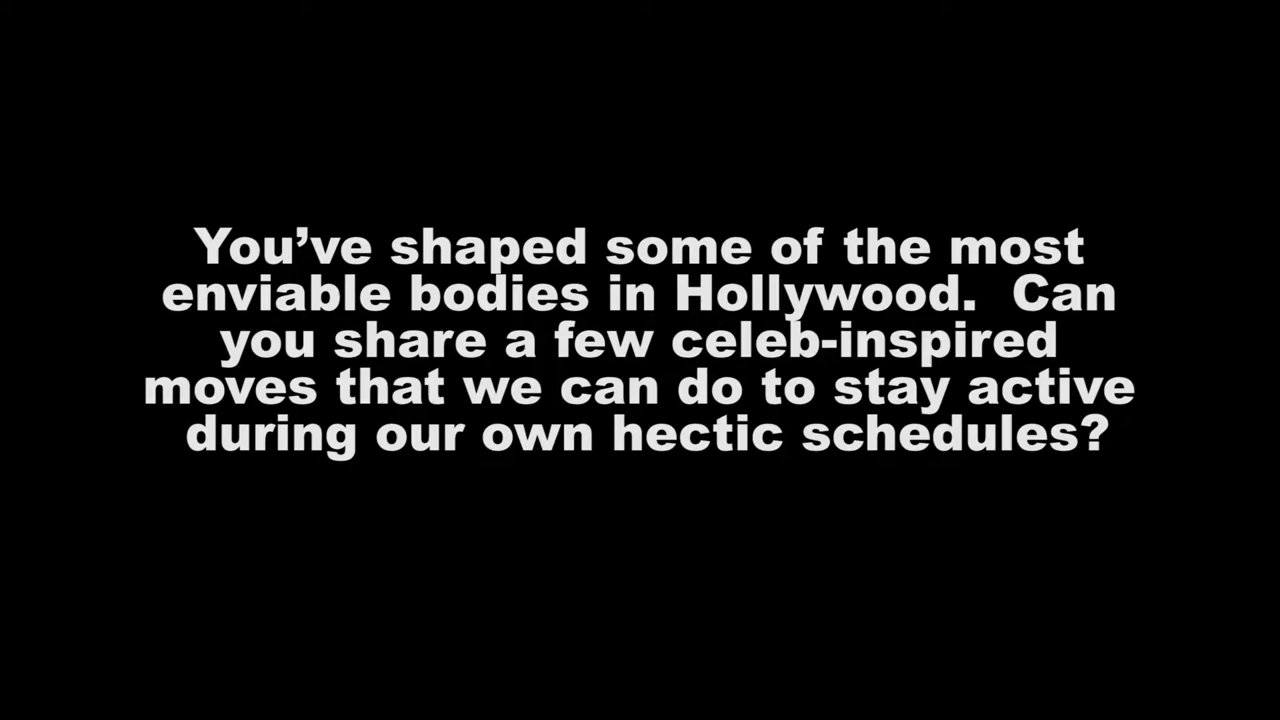 You’ve shaped some of the most
enviable bodies in Hollywood.  Can
you share a few celeb-inspired
moves that we can do to stay active
during our own hectic schedules?